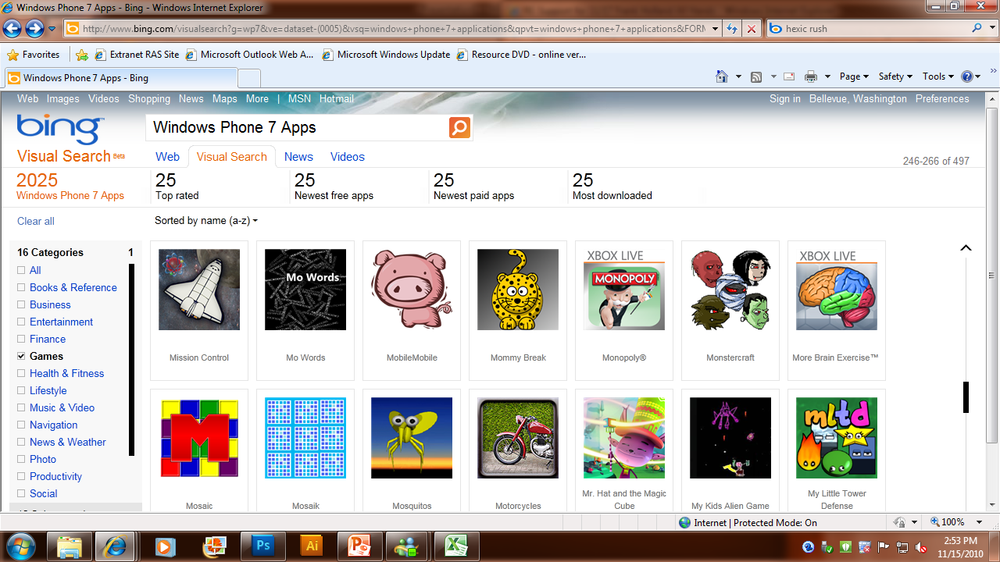 Windows Phone 7 Apps - Bing - Windows Internet Explorer
http://www.bing.com/visualsearch?g=wp7&ve=dataset-(0005)&vsq=windows+phone+7+applications&qpvt=windows+phone+7+applications&FORM
hexic rush
Favorites
Extranet RAS Site
Microsoft Outlook Web A...
Microsoft Windows Update
Resource DVD - online ver...
Windows Phone 7 Apps - Bing
Page
Safety
Tools
Web Images Videos Shopping News Maps More | MSN Hotmail
Sign in Bellevue, Washington Preferences
bing™
Windows Phone 7 Apps
Visual Search Beta
Web Visual Search News Videos
246-266 of 497
2025 25 25 25 25
Windows Phone 7 Apps Top rated Newest free apps Newest paid apps Most downloaded
Clear all
Sorted by name (a-z)
16 Categories 1
All
Books & Reference
Business
Entertainment
Finance
Games
Health & Fitness
Lifestyle
Music & Video
Navigation
News & Weather
Photo
Productivity
Social
Mo Words
XBOX LIVE
MONOPOLY
XBOX LIVE
Mission Control
Mo Words
MobileMobile
Mommy Break
Monopoly®
Monstercraft
More Brain Exercise™
M
mltd
Mosaic
Mosaik
Mosquitos
Motorcycles
Mr. Hat and the Magic
Cube
My Kids Alien Game
My Little Tower
Defense
Internet | Protected Mode: On
100%
Ps
Ai
2:53 PM
11/15/2010